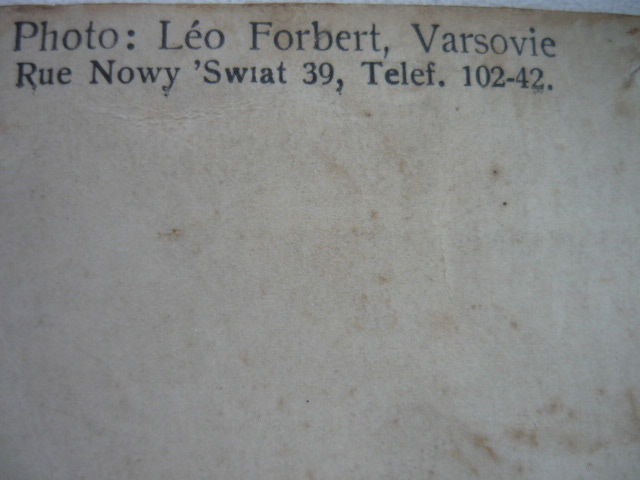 Photo: Léo Forbert, Varsovie
Rue Nowy 'Swiat 39, Telef. 102-42.